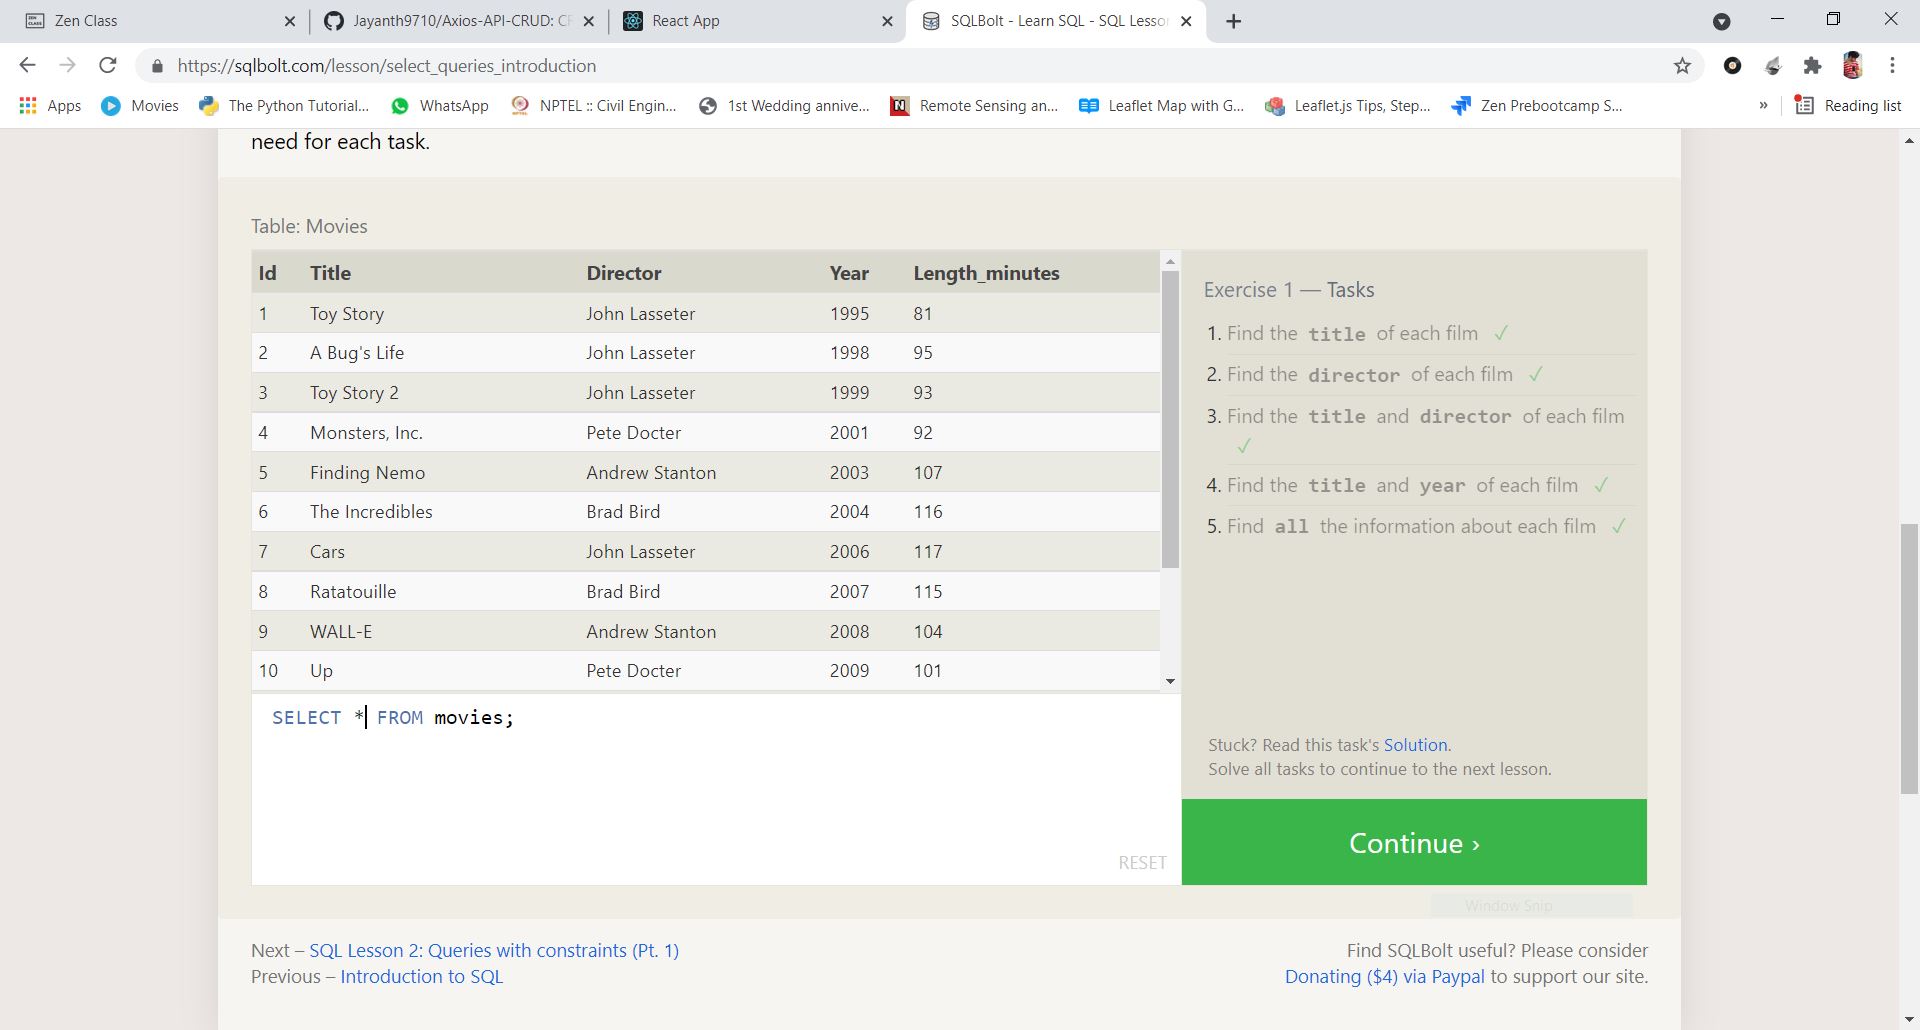 Zen Class
Jayanth9710/Axios-API-CRUD: CR
React App
SQLBolt - Learn SQL - SQL Lesson
https://sqlbolt.com/lesson/select_queries_introduction
Apps
Movies
The Python Tutorial...
WhatsApp
NPTEL :: Civil Engin...
1st Wedding annive...
Remote Sensing an...
Leaflet Map with G...
Leaflet.js Tips, Step...
Zen Prebootcamp S...
»
Reading list
need for each task.
Table: Movies
Id Title Director Year Length_minutes
1 Toy Story John Lasseter 1995 81
2 A Bug's Life John Lasseter 1998 95
3 Toy Story 2 John Lasseter 1999 93
4 Monsters, Inc. Pete Docter 2001 92
5 Finding Nemo Andrew Stanton 2003 107
6 The Incredibles Brad Bird 2004 116
7 Cars John Lasseter 2006 117
8 Ratatouille Brad Bird 2007 115
9 WALL-E Andrew Stanton 2008 104
10 Up Pete Docter 2009 101
SELECT * FROM movies;
RESET
Exercise 1 — Tasks
1. Find the title of each film ✓
2. Find the director of each film ✓
3. Find the title and director of each film
✓
4. Find the title and year of each film ✓
5. Find all the information about each film ✓
Stuck? Read this task's Solution.
Solve all tasks to continue to the next lesson.
Continue ›
Window Snip
Next – SQL Lesson 2: Queries with constraints (Pt. 1)
Previous – Introduction to SQL
Find SQLBolt useful? Please consider
Donating ($4) via Paypal to support our site.